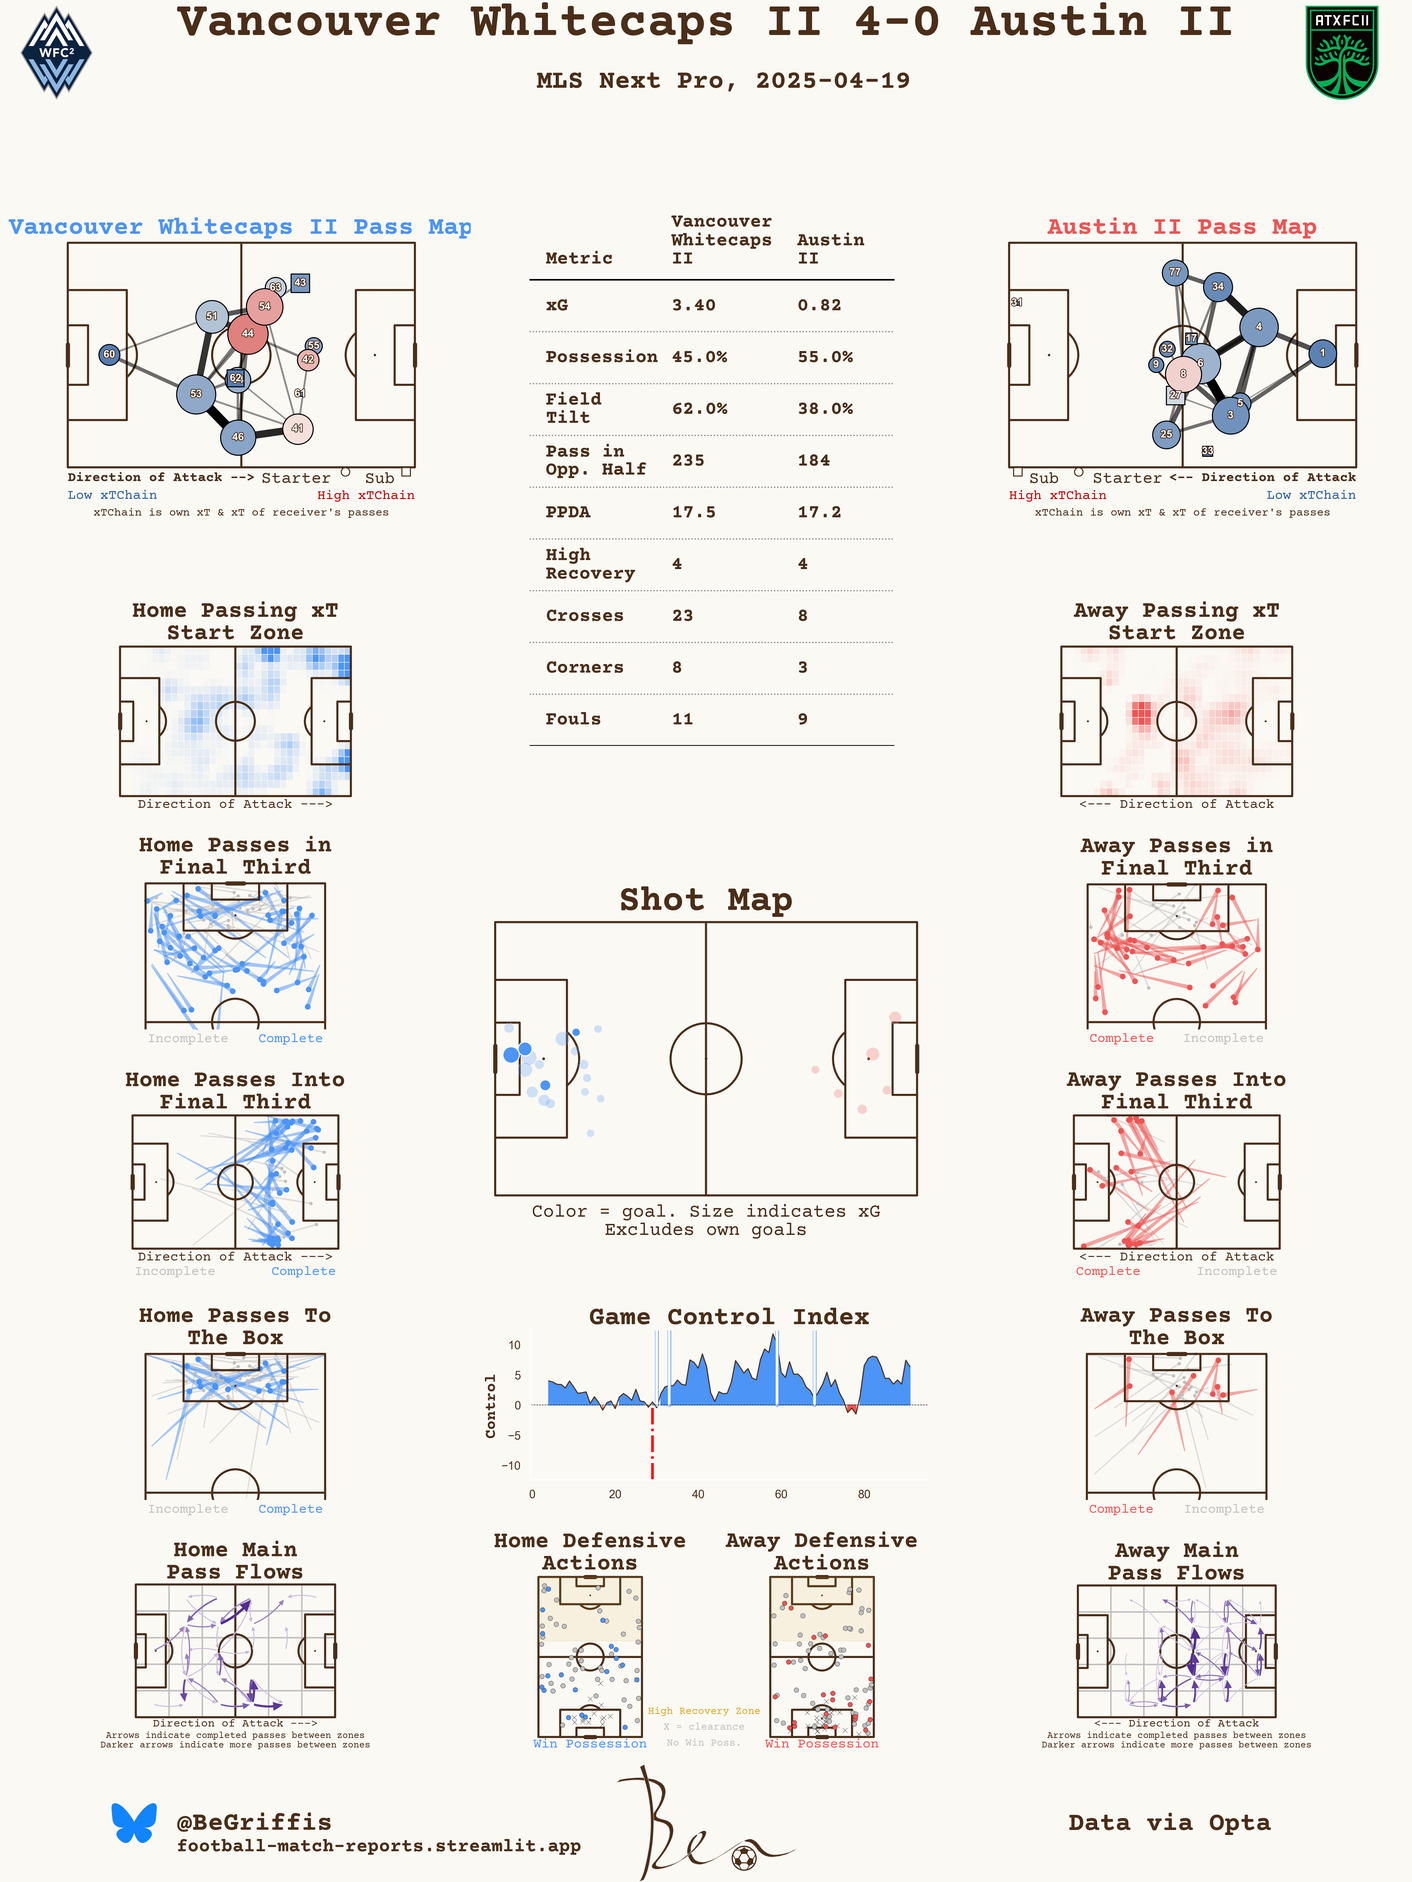 Vancouver Whitecaps II 4-0 Austin II
MLS Next Pro, 2025-04-19
WFC²
ATXFCII
Vancouver Whitecaps II Pass Map
60
51
53
46
44
54
63
43
62
55
42
61
41
Direction of Attack --> Starter Sub
Low xTChain High xTChain
xTChain is own xT & xT of receiver's passes
Metric Vancouver Whitecaps II Austin II
xG 3.40 0.82
Possession 45.0% 55.0%
Field Tilt 62.0% 38.0%
Pass in Opp. Half 235 184
PPDA 17.5 17.2
High Recovery 4 4
Crosses 23 8
Corners 8 3
Fouls 11 9
Austin II Pass Map
31
77
34
4
1
17
32
9
6
8
27
5
3
25
33
Sub Starter <-- Direction of Attack
High xTChain Low xTChain
xTChain is own xT & xT of receiver's passes
Home Passing xT
Start Zone
Direction of Attack --->
Away Passing xT
Start Zone
<--- Direction of Attack
Home Passes in
Final Third
Incomplete Complete
Away Passes in
Final Third
Complete Incomplete
Shot Map
Color = goal. Size indicates xG
Excludes own goals
Home Passes Into
Final Third
Direction of Attack --->
Incomplete Complete
Away Passes Into
Final Third
<--- Direction of Attack
Complete Incomplete
Home Passes To
The Box
Incomplete Complete
Game Control Index
Control
10
5
0
−5
−10
0 20 40 60 80
Away Passes To
The Box
Complete Incomplete
Home Main
Pass Flows
Direction of Attack --->
Arrows indicate completed passes between zones
Darker arrows indicate more passes between zones
Home Defensive
Actions
Win Possession
Away Defensive
Actions
Win Possession
High Recovery Zone
X = clearance
No Win Poss.
Away Main
Pass Flows
<--- Direction of Attack
Arrows indicate completed passes between zones
Darker arrows indicate more passes between zones
@BeGriffis
football-match-reports.streamlit.app
Ben
Data via Opta